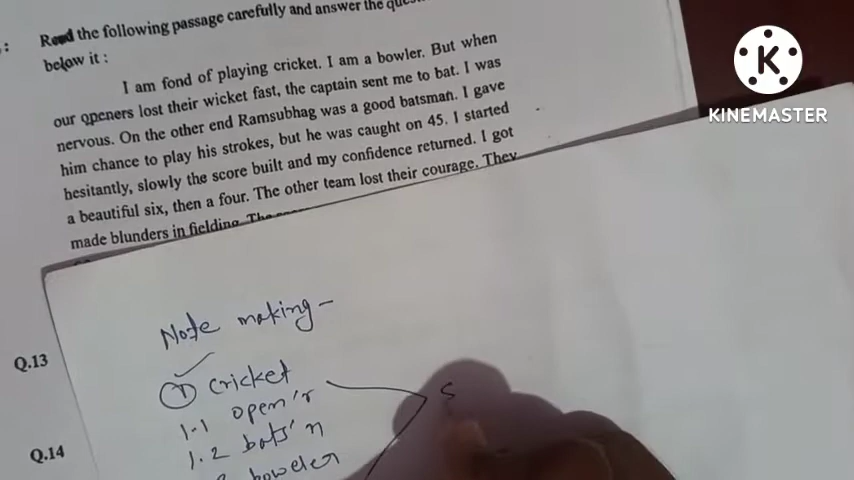 Read the following passage carefully and answer the
below it :
I am fond of playing cricket. I am a bowler. But when
our openers lost their wicket fast, the captain sent me to bat. I was
nervous. On the other end Ramsubhag was a good batsman. I gave
him chance to play his strokes, but he was caught on 45. I started
hesitantly, slowly the score built and my confidence returned. I got
a beautiful six, then a four. The other team lost their courage. They
made blunders in fielding. The
K
KINEMASTER
Note making -
Q.13
① cricket
1.1 open'r
1.2 bats'n
bowler
S
Q.14